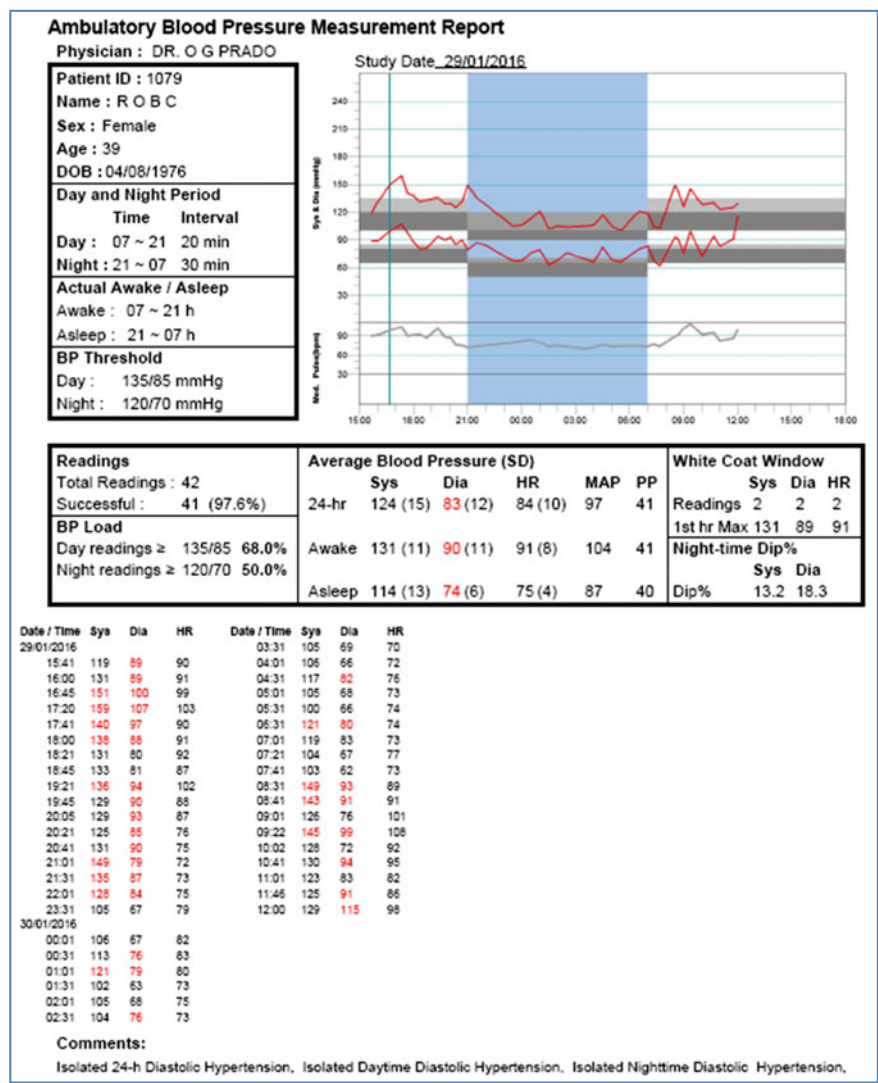 Ambulatory Blood Pressure Measurement Report
Physician : DR. O G PRADO
Patient ID : 1079
Name : R O B C
Sex : Female
Age : 39
DOB : 04/08/1976
Day and Night Period
Time Interval
Day : 07 ~ 21 20 min
Night : 21 ~ 07 30 min
Actual Awake / Asleep
Awake : 07 ~ 21 h
Asleep : 21 ~ 07 h
BP Threshold
Day : 135/85 mmHg
Night : 120/70 mmHg
Study Date 29/01/2016
Sys & Dia (mmHg)
240
210
180
150
120
90
60
30
Med. Pulse(bpm)
90
60
30
15:00 18:00 21:00 00:00 03:00 06:00 09:00 12:00 15:00 18:00
Readings
Total Readings : 42
Successful : 41 (97.6%)
BP Load
Day readings ≥ 135/85 68.0%
Night readings ≥ 120/70 50.0%
Average Blood Pressure (SD)
Sys Dia HR MAP PP
24-hr 124 (15) 83 (12) 84 (10) 97 41
Awake 131 (11) 90 (11) 91 (8) 104 41
Asleep 114 (13) 74 (6) 75 (4) 87 40
White Coat Window
Sys Dia HR
Readings 2 2 2
1st hr Max 131 89 91
Night-time Dip%
Sys Dia
Dip% 13.2 18.3
Date / Time Sys Dia HR
29/01/2016
15:41 119 89 90
16:00 131 89 91
16:45 151 100 99
17:20 159 107 103
17:41 140 97 90
18:00 138 88 91
18:21 131 80 92
18:45 133 81 87
19:21 136 94 102
19:45 129 90 88
20:05 129 93 87
20:21 125 85 76
20:41 131 90 75
21:01 149 79 72
21:31 135 87 73
22:01 128 84 75
23:31 105 67 79
30/01/2016
00:01 106 67 82
00:31 113 76 83
01:01 121 79 80
01:31 102 63 73
02:01 105 68 75
02:31 104 76 73
Date / Time Sys Dia HR
03:31 105 69 70
04:01 106 66 72
04:31 117 82 76
05:01 105 68 73
05:31 100 66 74
06:31 121 80 74
07:01 119 83 73
07:21 104 67 77
07:41 103 62 73
08:31 149 93 89
08:41 143 91 91
09:01 126 76 101
09:22 145 99 108
10:02 128 72 92
10:41 130 94 95
11:01 123 83 82
11:46 125 91 86
12:00 129 115 98
Comments:
Isolated 24-h Diastolic Hypertension, Isolated Daytime Diastolic Hypertension, Isolated Nighttime Diastolic Hypertension,